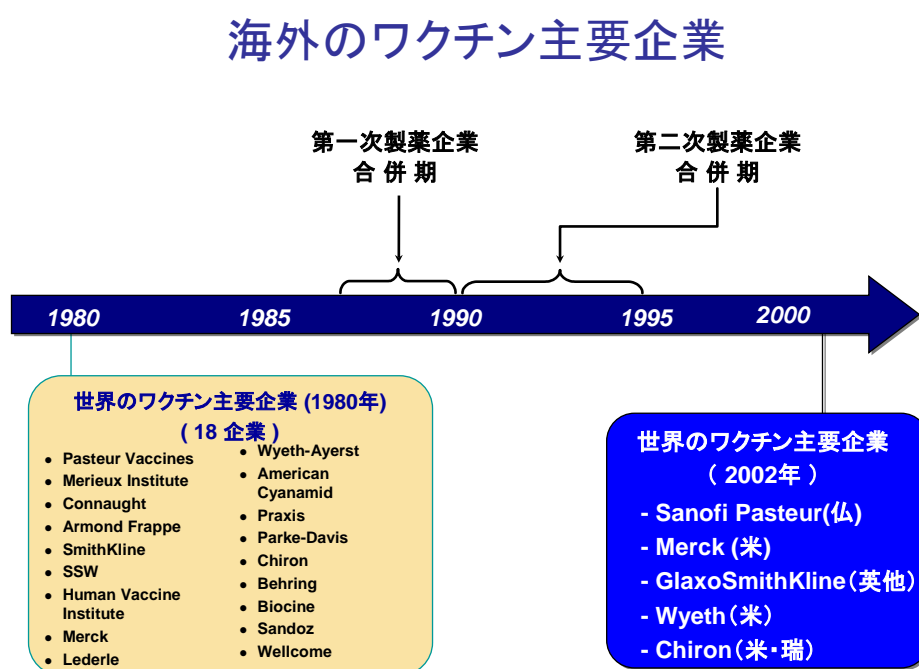 海外のワクチン主要企業
第一次製薬企業
合 併 期
第二次製薬企業
合 併 期
1980
1985
1990
1995
2000
世界のワクチン主要企業 (1980年)
( 18 企業 )
• Pasteur Vaccines
• Merieux Institute
• Connaught
• Armond Frappe
• SmithKline
• SSW
• Human Vaccine
Institute
• Merck
• Lederle
• Wyeth-Ayerst
• American
Cyanamid
• Praxis
• Parke-Davis
• Chiron
• Behring
• Biocine
• Sandoz
• Wellcome
世界のワクチン主要企業
( 2002年 )
- Sanofi Pasteur(仏)
- Merck (米)
- GlaxoSmithKline(英他)
- Wyeth(米)
- Chiron(米・瑞)